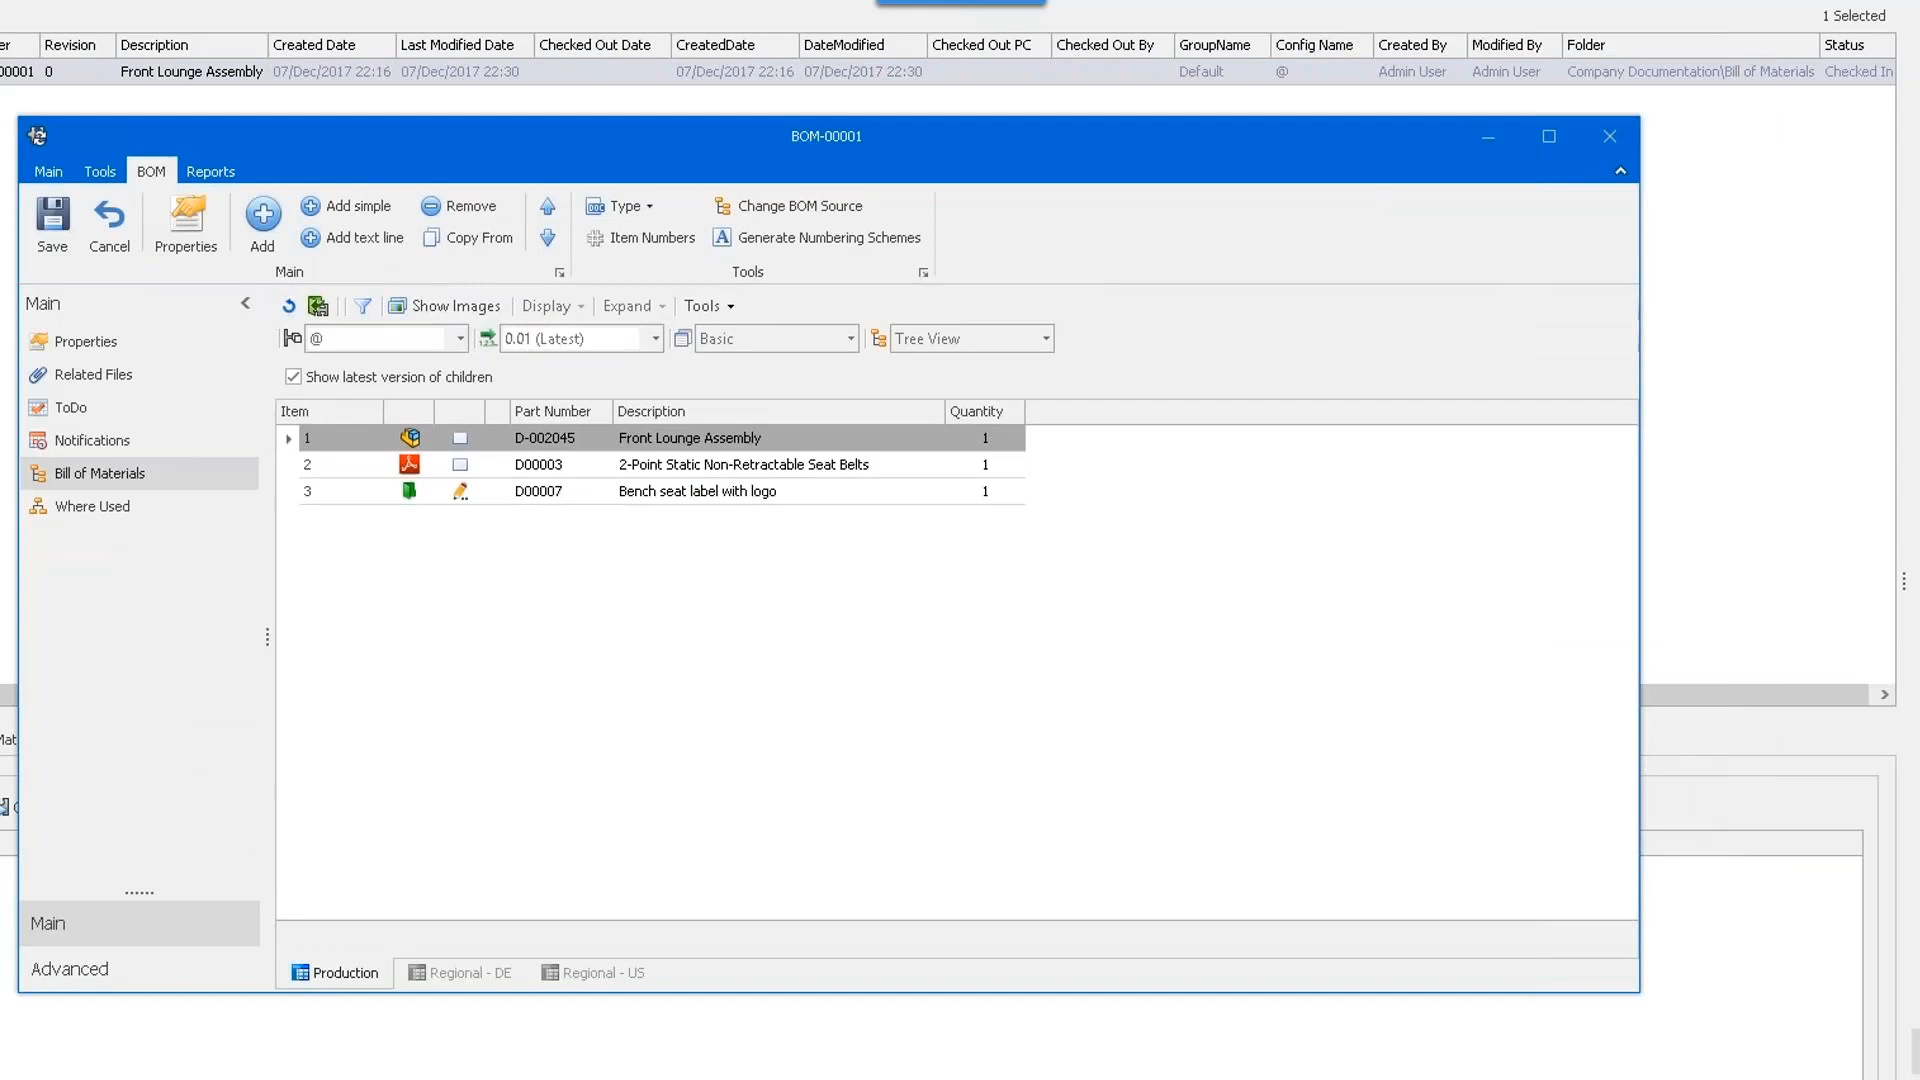 1 Selected
er Revision Description Created Date Last Modified Date Checked Out Date CreatedDate DateModified Checked Out PC Checked Out By GroupName Config Name Created By Modified By Folder Status
00001 0 Front Lounge Assembly 07/Dec/2017 22:16 07/Dec/2017 22:30 07/Dec/2017 22:16 07/Dec/2017 22:30 Default @ Admin User Admin User Company Documentation\Bill of Materials Checked In
BOM-00001
Main Tools BOM Reports
Add simple Remove Type Change BOM Source
Save Cancel Properties Add Add text line Copy From Item Numbers Generate Numbering Schemes
Main Tools
Main
Show Images Display Expand Tools
@ 0.01 (Latest) Basic Tree View
Properties
Related Files
ToDo
Notifications
Bill of Materials
Where Used
Show latest version of children
Item Part Number Description Quantity
1 D-002045 Front Lounge Assembly 1
2 D00003 2-Point Static Non-Retractable Seat Belts 1
3 D00007 Bench seat label with logo 1
Mat
Main
Advanced
Production Regional - DE Regional - US